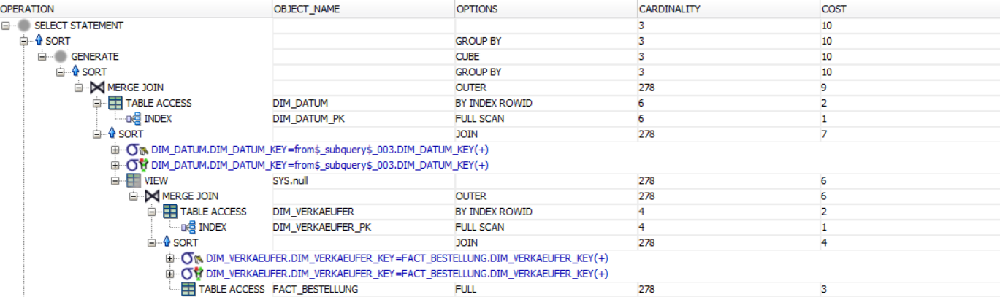 OPERATION OBJECT_NAME OPTIONS CARDINALITY COST
SELECT STATEMENT 3 10
SORT GROUP BY 3 10
GENERATE CUBE 3 10
SORT GROUP BY 3 10
MERGE JOIN OUTER 278 9
TABLE ACCESS DIM_DATUM BY INDEX ROWID 6 2
INDEX DIM_DATUM_PK FULL SCAN 6 1
SORT JOIN 278 7
DIM_DATUM.DIM_DATUM_KEY=from$_subquery$_003.DIM_DATUM_KEY(+)
DIM_DATUM.DIM_DATUM_KEY=from$_subquery$_003.DIM_DATUM_KEY(+)
VIEW SYS.null 278 6
MERGE JOIN OUTER 278 6
TABLE ACCESS DIM_VERKAEUFER BY INDEX ROWID 4 2
INDEX DIM_VERKAEUFER_PK FULL SCAN 4 1
SORT JOIN 278 4
DIM_VERKAEUFER.DIM_VERKAEUFER_KEY=FACT_BESTELLUNG.DIM_VERKAEUFER_KEY(+)
DIM_VERKAEUFER.DIM_VERKAEUFER_KEY=FACT_BESTELLUNG.DIM_VERKAEUFER_KEY(+)
TABLE ACCESS FACT_BESTELLUNG FULL 278 3